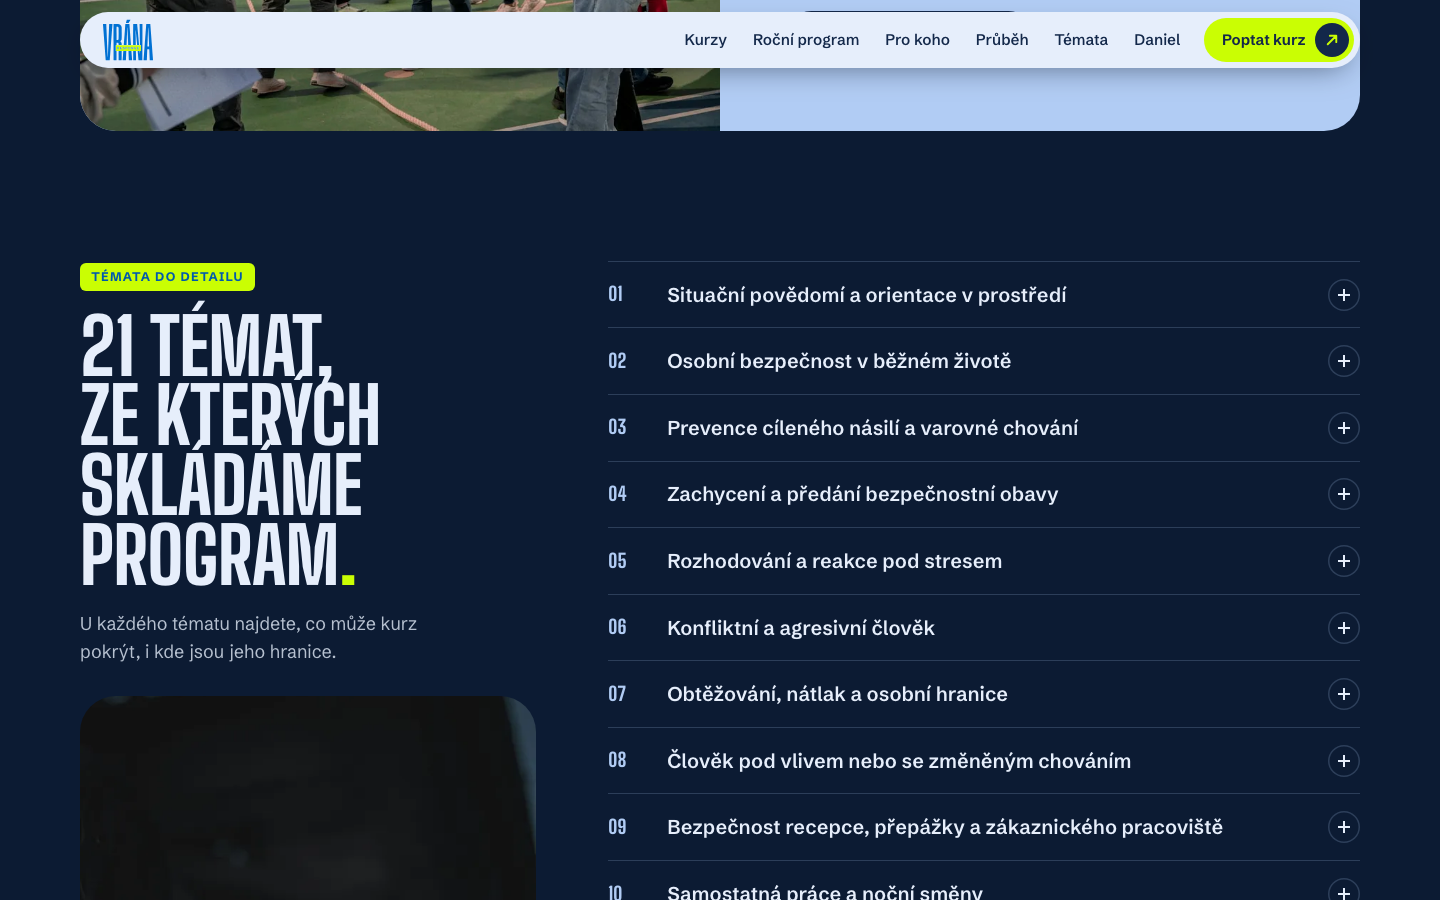 VRÁNA
Kurzy
Roční program
Pro koho
Průběh
Témata
Daniel
Poptat kurz
TÉMATA DO DETAILU
21 TÉMAT,
ZE KTERÝCH
SKLÁDÁME
PROGRAM.
U každého tématu najdete, co může kurz
pokrýt, i kde jsou jeho hranice.
01 Situační povědomí a orientace v prostředí
02 Osobní bezpečnost v běžném životě
03 Prevence cíleného násilí a varovné chování
04 Zachycení a předání bezpečnostní obavy
05 Rozhodování a reakce pod stresem
06 Konfliktní a agresivní člověk
07 Obtěžování, nátlak a osobní hranice
08 Člověk pod vlivem nebo se změněným chováním
09 Bezpečnost recepce, přepážky a zákaznického pracoviště
10 Samostatná práce a noční směny